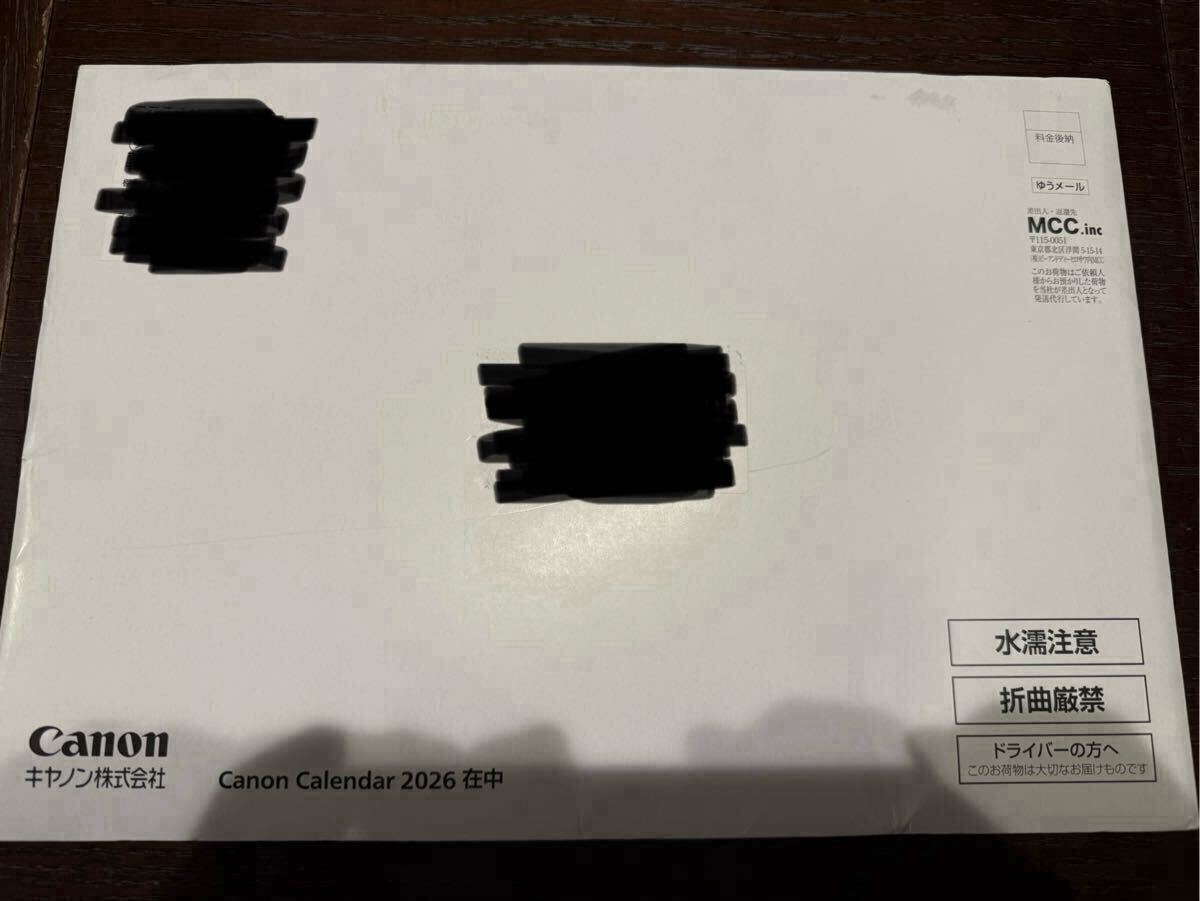 料金後納
ゆうメール
差出人・返還先
MCC.inc
〒115-0051
東京都北区浮間5-15-14
このお荷物はご依頼人
様からお預かりした荷物
を当社が差出人となって
発送代行しています。
水濡注意
折曲厳禁
ドライバーの方へ
このお荷物は大切なお届けものです
Canon
キヤノン株式会社
Canon Calendar 2026 在中